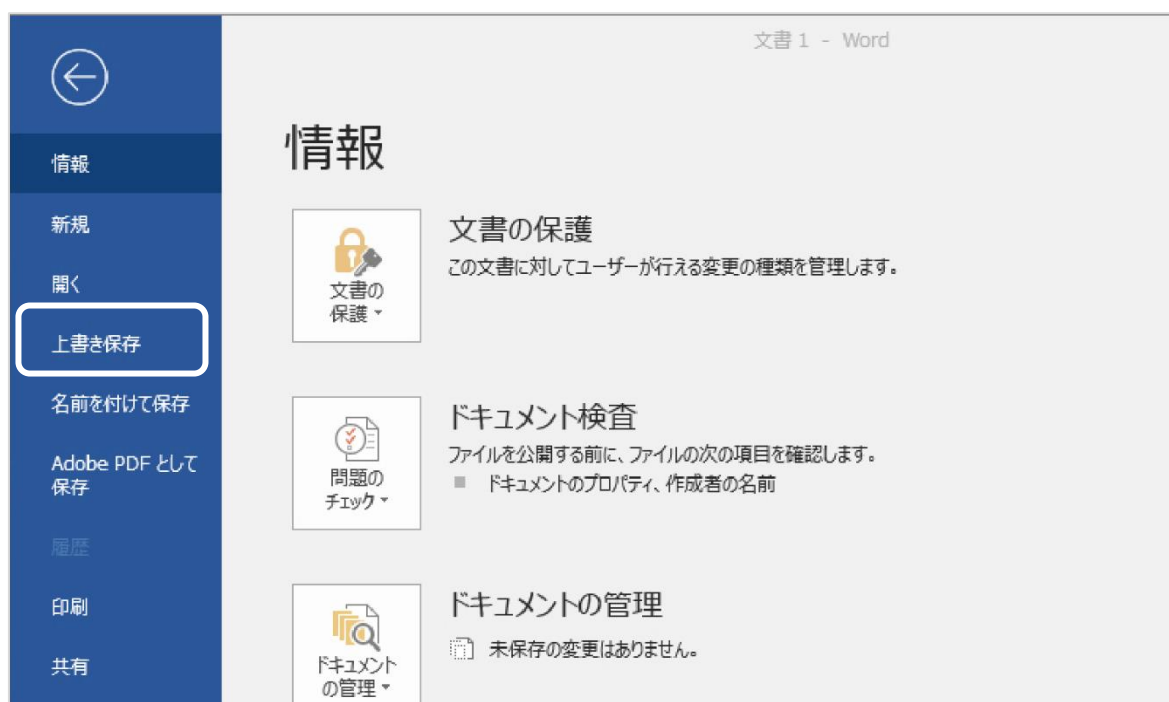 文書 1 - Word
情報
新規
開く
上書き保存
名前を付けて保存
Adobe PDF として
保存
履歴
印刷
共有
情報
文書の
保護
文書の保護
この文書に対してユーザーが行える変更の種類を管理します。
問題の
チェック
ドキュメント検査
ファイルを公開する前に、ファイルの次の項目を確認します。
ドキュメントのプロパティ、作成者の名前
ドキュメント
の管理
ドキュメントの管理
未保存の変更はありません。